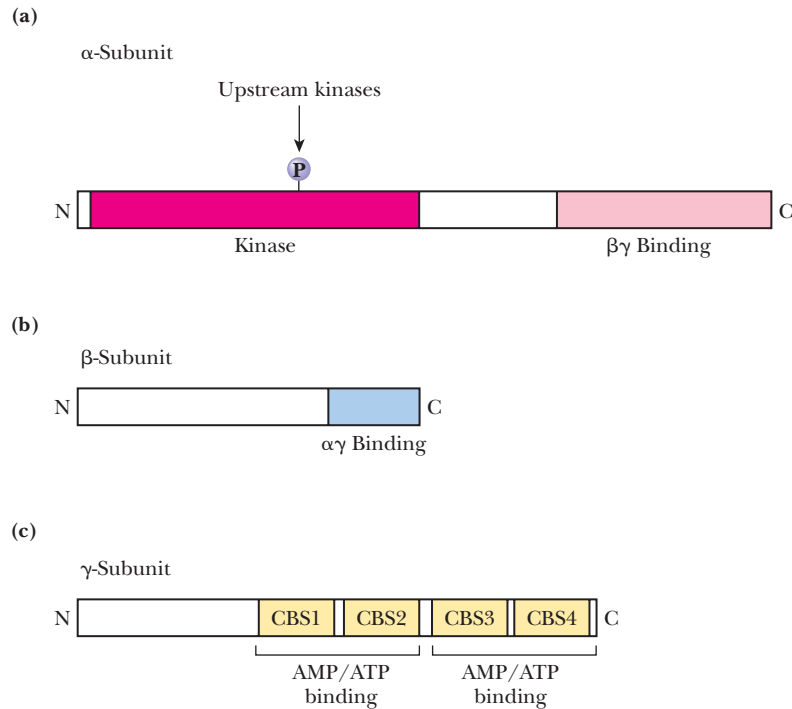 (a)
α-Subunit
Upstream kinases
P
N C
Kinase βγ Binding
(b)
β-Subunit
N C
αγ Binding
(c)
γ-Subunit
N CBS1 CBS2 CBS3 CBS4 C
AMP/ATP binding
AMP/ATP binding